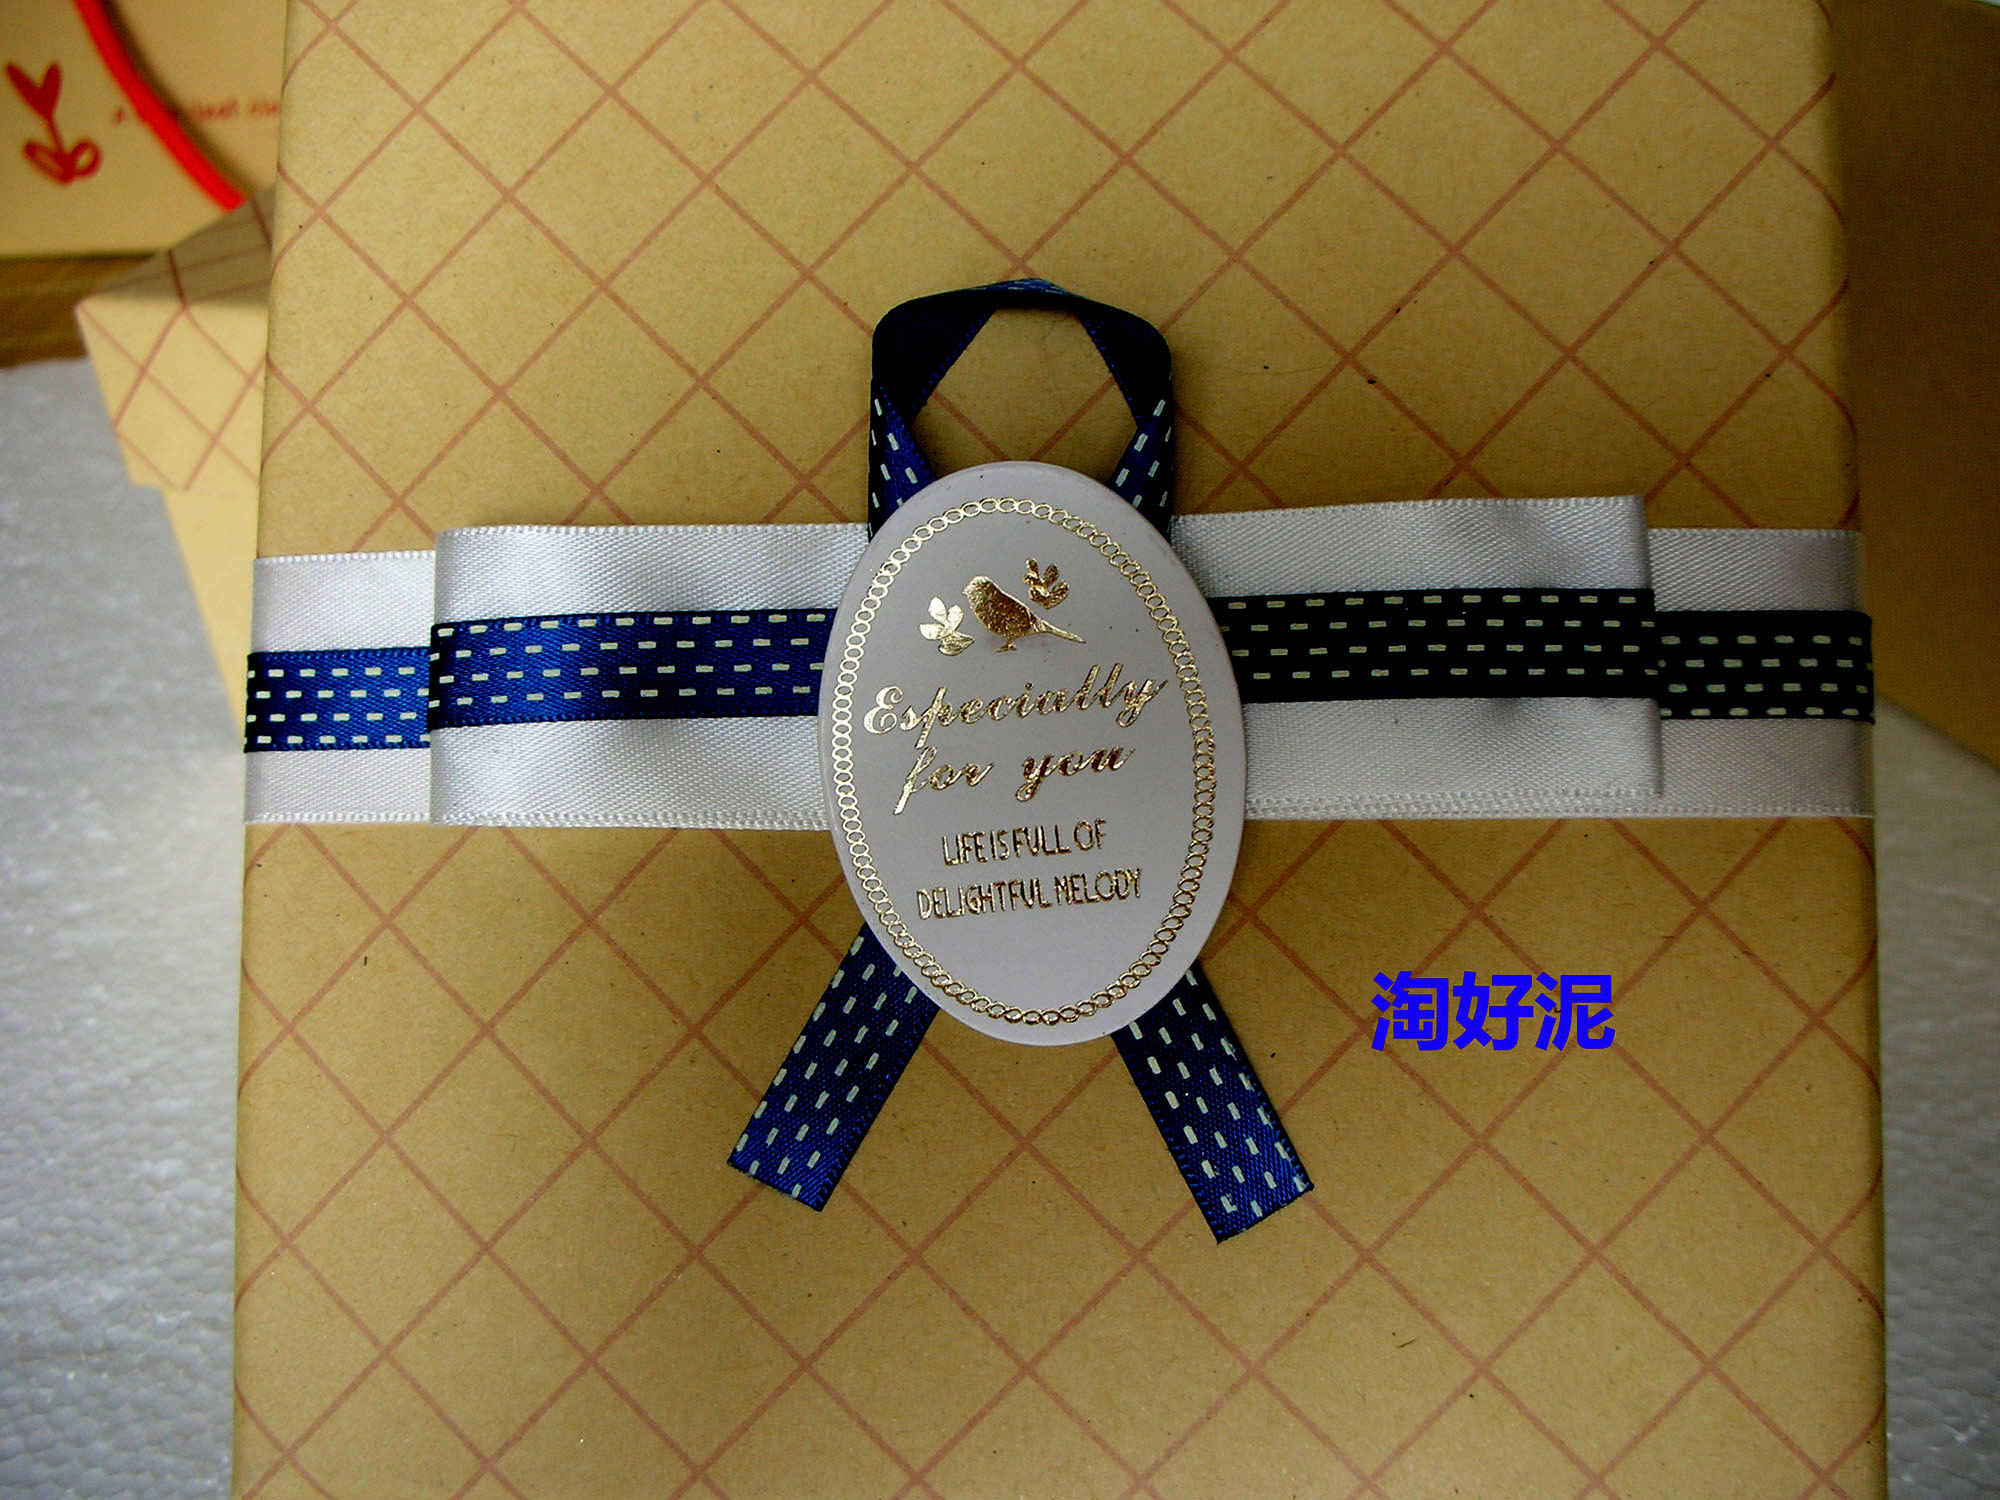 Especially
for you
LIFE IS FULL OF
DELIGHTFUL MELODY
淘好泥